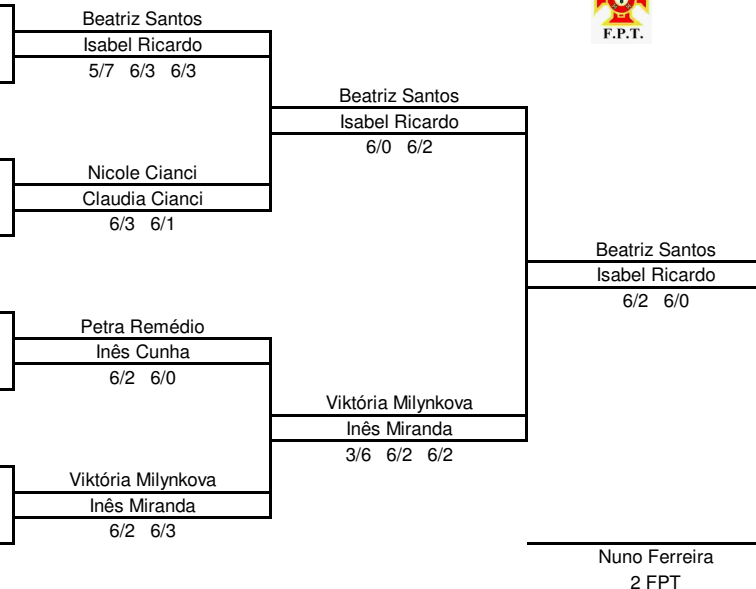 Beatriz Santos
Isabel Ricardo
5/7 6/3 6/3
Nicole Cianci
Claudia Cianci
6/3 6/1
Petra Remédio
Inês Cunha
6/2 6/0
Viktória Milynkova
Inês Miranda
6/2 6/3
Beatriz Santos
Isabel Ricardo
6/0 6/2
Viktória Milynkova
Inês Miranda
3/6 6/2 6/2
F.P.T.
Beatriz Santos
Isabel Ricardo
6/2 6/0
Nuno Ferreira
2 FPT